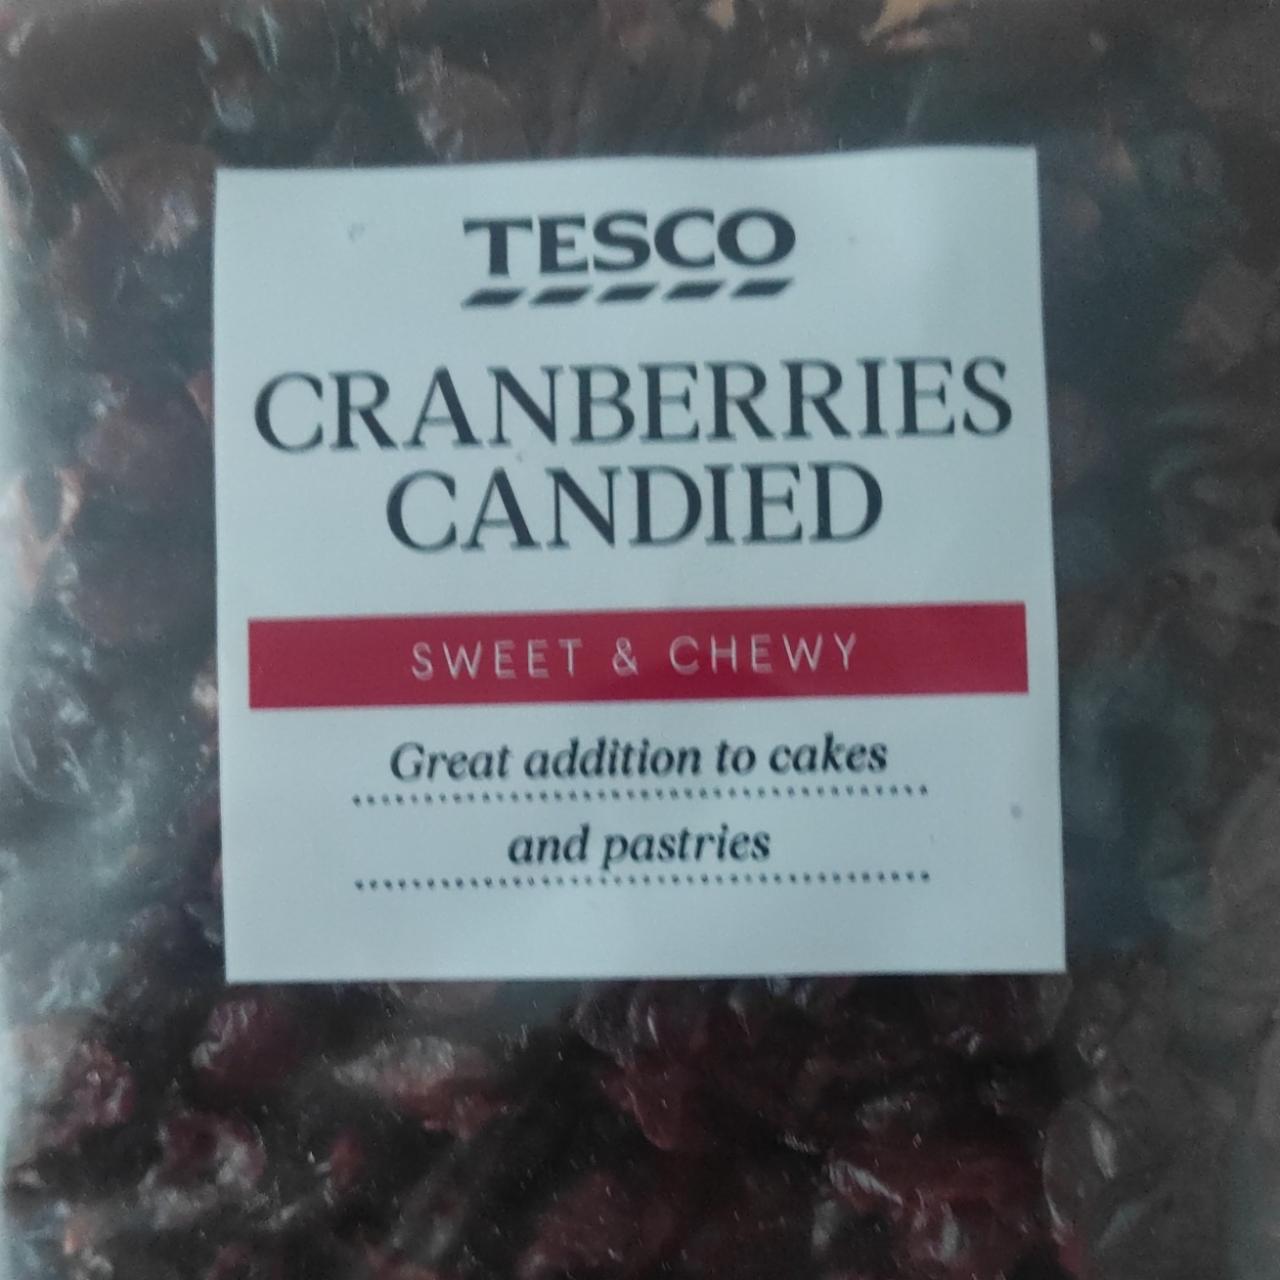 TESCO
CRANBERRIES
CANDIED
SWEET & CHEWY
Great addition to cakes
and pastries